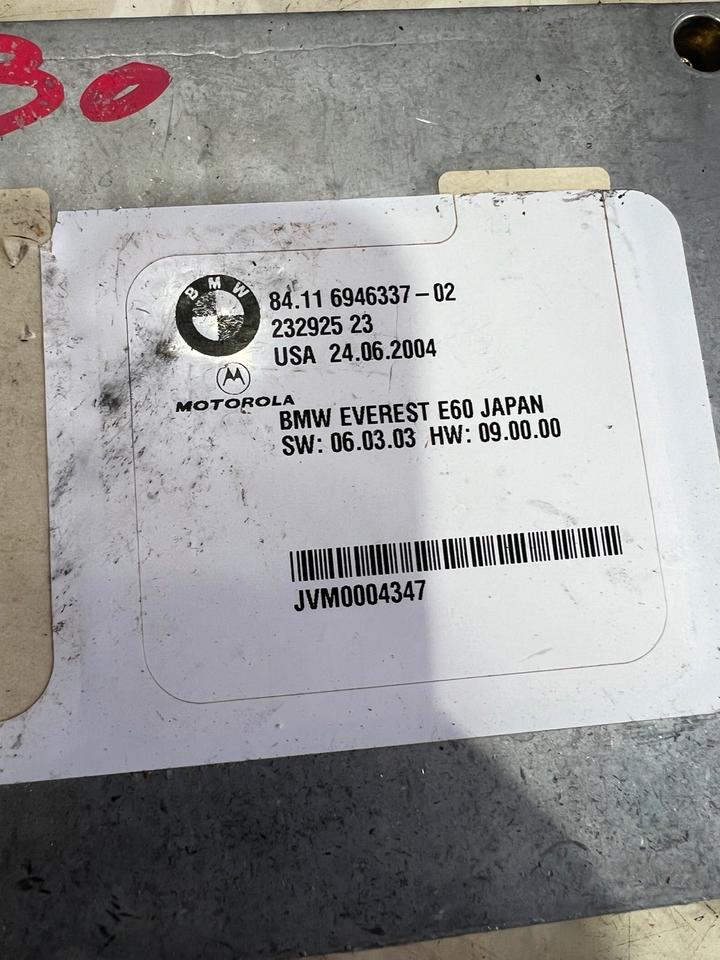 30
BMW
84.11 6946337-02
232925 23
USA 24.06.2004
MOTOROLA
BMW EVEREST E60 JAPAN
SW: 06.03.03 HW: 09.00.00
JVM0004347